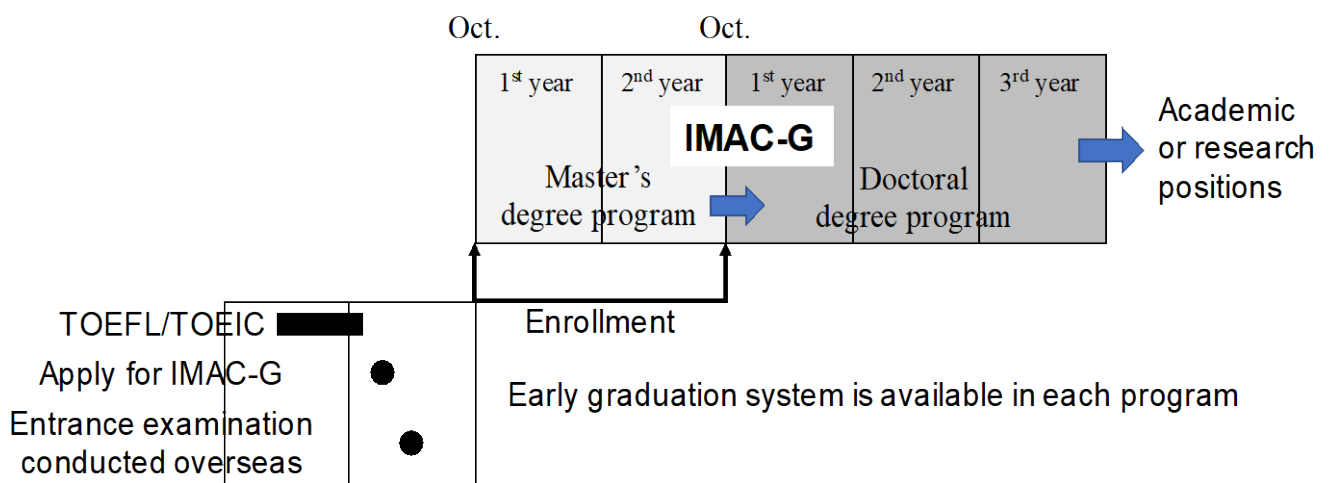 Oct.
Oct.
1st year
2nd year
1st year
2nd year
3rd year
IMAC-G
Master’s
degree program
Doctoral
degree program
Academic
or research
positions
TOEFL/TOEIC
Enrollment
Apply for IMAC-G
Early graduation system is available in each program
Entrance examination
conducted overseas